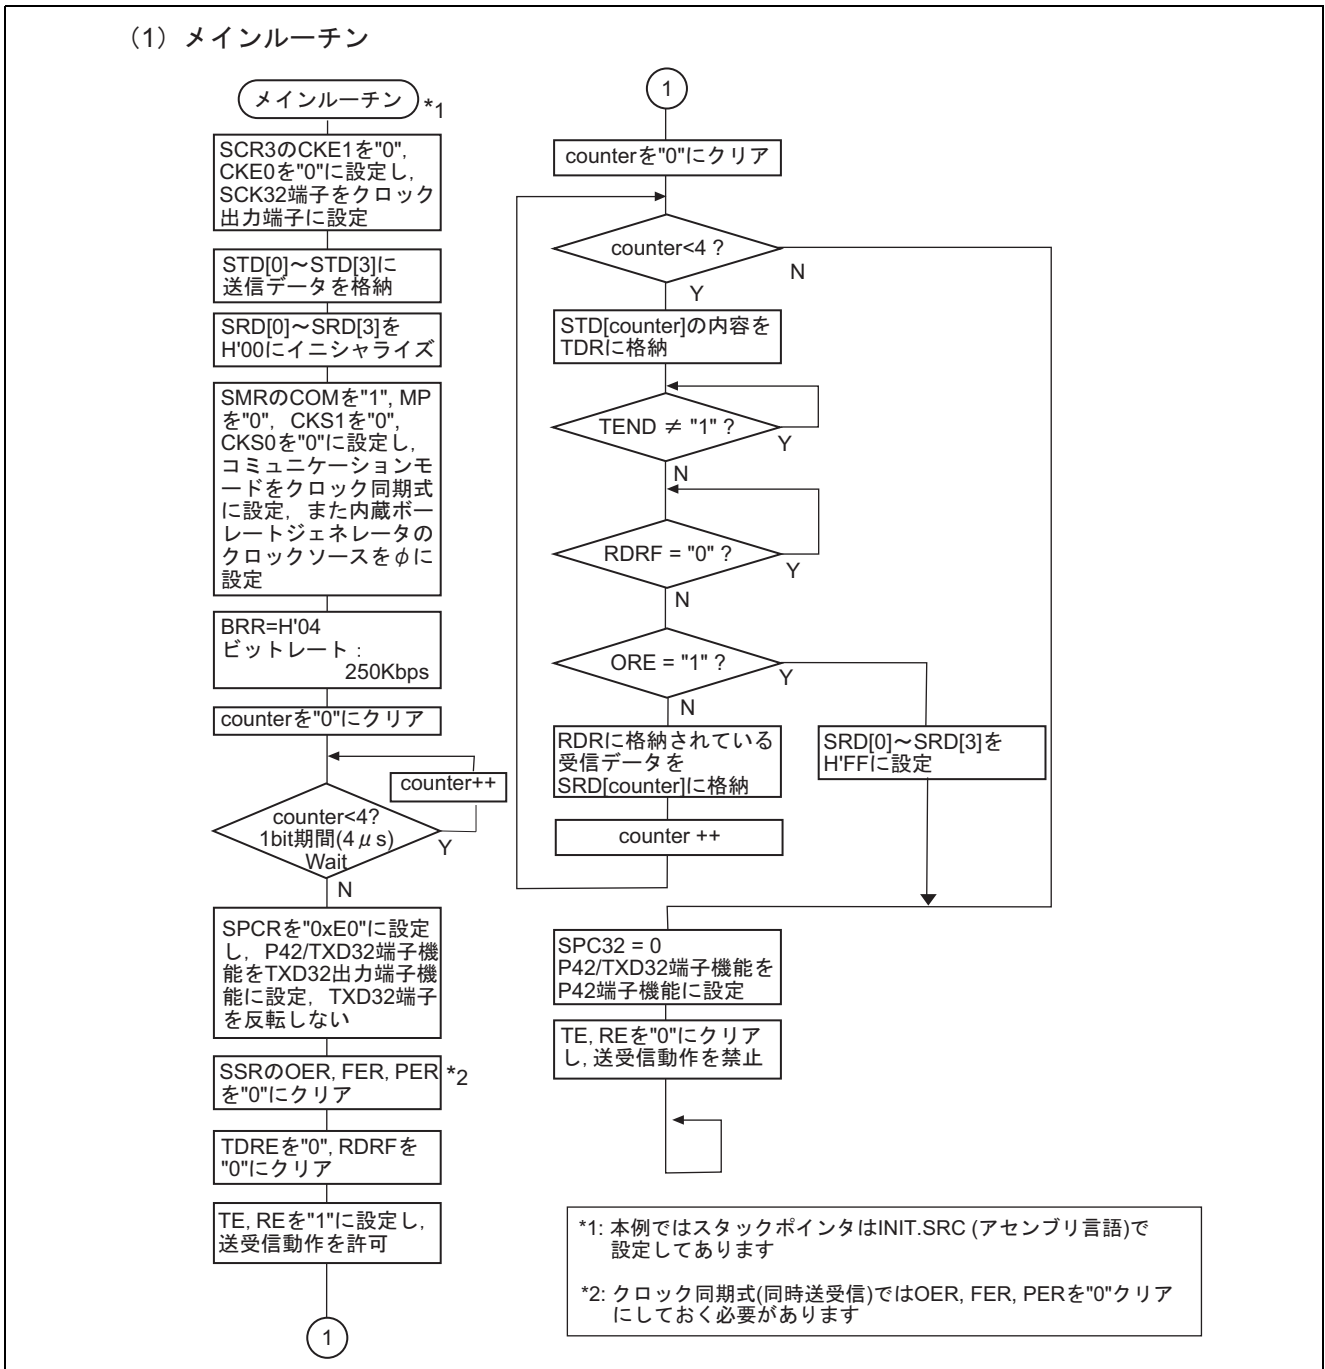 （1）メインルーチン
メインルーチン
*1
SCR3のCKE1を"0",
CKE0を"0"に設定し,
SCK32端子をクロック
出力端子に設定
STD[0]～STD[3]に
送信データを格納
SRD[0]～SRD[3]を
H'00にイニシャライズ
SMRのCOMを"1", MP
を"0", CKS1を"0",
CKS0を"0"に設定し,
コミュニケーションモ
ードをクロック同期式
に設定, また内蔵ボー
レートジェネレータの
クロックソースをφに
設定
BRR=H'04
ビットレート：
250Kbps
counterを"0"にクリア
counter++
counter<4?
1bit期間(4μs)
Wait
Y
N
SPCRを"0xE0"に設定
し, P42/TXD32端子機
能をTXD32出力端子機
能に設定, TXD32端子
を反転しない
SSRのOER, FER, PER
を"0"にクリア
*2
TDREを"0", RDRFを
"0"にクリア
TE, REを"1"に設定し,
送受信動作を許可
1
1
counterを"0"にクリア
counter<4 ?
N
Y
STD[counter]の内容を
TDRに格納
TEND ≠ "1" ?
Y
N
RDRF = "0" ?
Y
N
ORE = "1" ?
Y
N
RDRに格納されている
受信データを
SRD[counter]に格納
SRD[0]～SRD[3]を
H'FFに設定
counter ++
SPC32 = 0
P42/TXD32端子機能を
P42端子機能に設定
TE, REを"0"にクリア
し, 送受信動作を禁止
*1: 本例ではスタックポインタはINIT.SRC (アセンブリ言語)で
設定してあります
*2: クロック同期式(同時送受信)ではOER, FER, PERを"0"クリア
にしておく必要があります